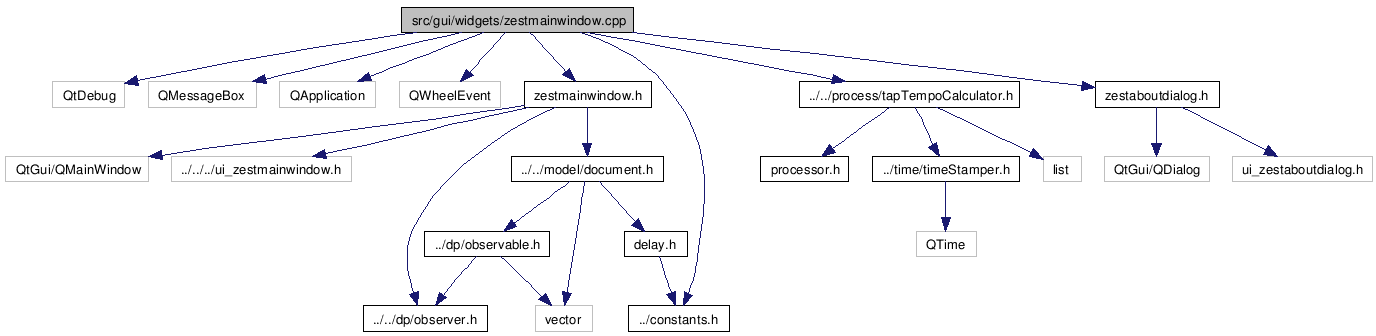 src/gui/widgets/zestmainwindow.cpp
QtDebug
QMessageBox
QApplication
QWheelEvent
zestmainwindow.h
../../process/tapTempoCalculator.h
zestaboutdialog.h
QtGui/QMainWindow
../../../ui_zestmainwindow.h
../../model/document.h
processor.h
../time/timeStamper.h
list
QtGui/QDialog
ui_zestaboutdialog.h
../dp/observable.h
delay.h
QTime
../../dp/observer.h
vector
../constants.h